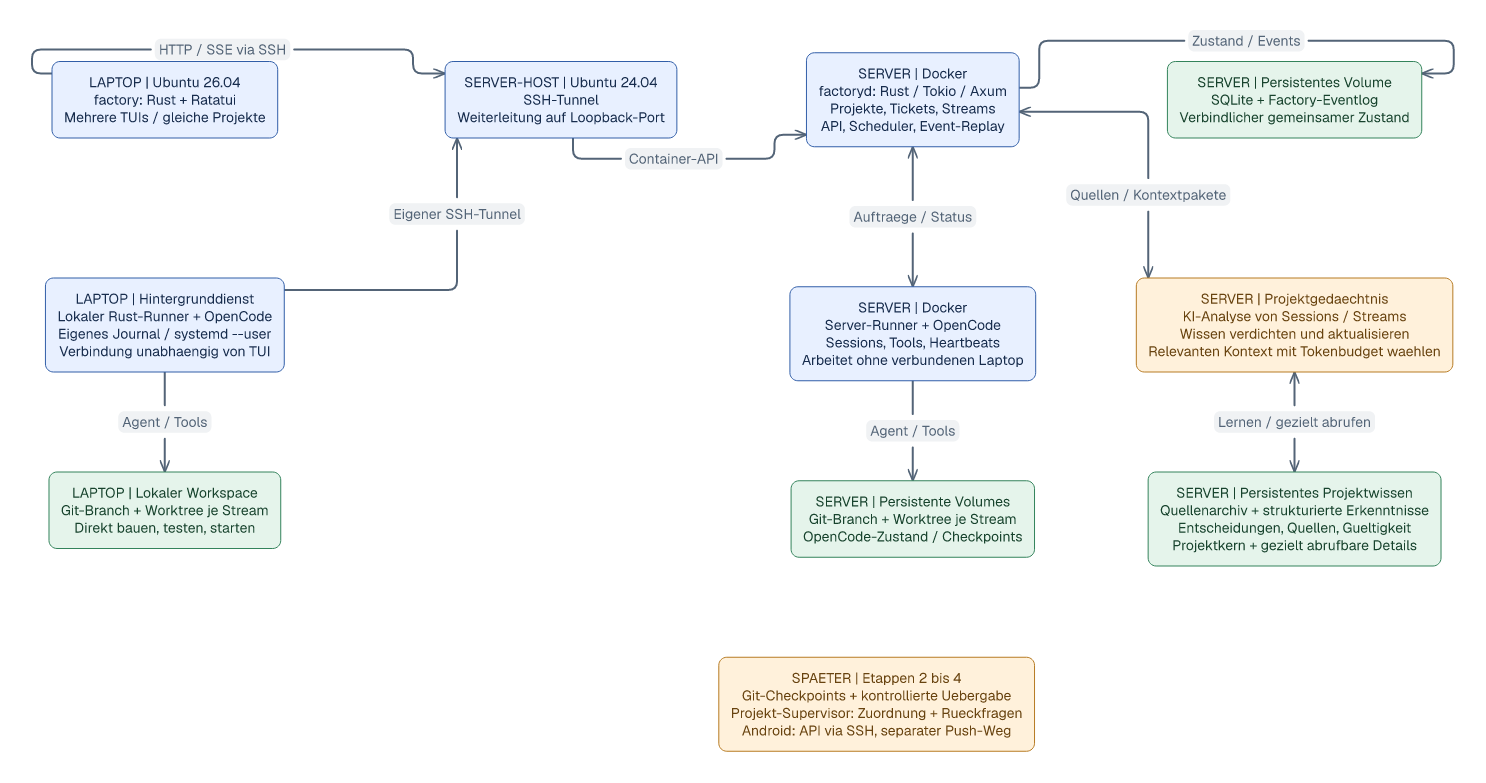 HTTP / SSE via SSH
LAPTOP | Ubuntu 26.04
factory: Rust + Ratatui
Mehrere TUIs / gleiche Projekte
SERVER-HOST | Ubuntu 24.04
SSH-Tunnel
Weiterleitung auf Loopback-Port
Container-API
SERVER | Docker
factoryd: Rust / Tokio / Axum
Projekte, Tickets, Streams
API, Scheduler, Event-Replay
Zustand / Events
SERVER | Persistentes Volume
SQLite + Factory-Eventlog
Verbindlicher gemeinsamer Zustand
Eigener SSH-Tunnel
Auftraege / Status
Quellen / Kontextpakete
LAPTOP | Hintergrunddienst
Lokaler Rust-Runner + OpenCode
Eigenes Journal / systemd --user
Verbindung unabhaengig von TUI
SERVER | Docker
Server-Runner + OpenCode
Sessions, Tools, Heartbeats
Arbeitet ohne verbundenen Laptop
SERVER | Projektgedaechtnis
KI-Analyse von Sessions / Streams
Wissen verdichten und aktualisieren
Relevanten Kontext mit Tokenbudget waehlen
Agent / Tools
Agent / Tools
Lernen / gezielt abrufen
LAPTOP | Lokaler Workspace
Git-Branch + Worktree je Stream
Direkt bauen, testen, starten
SERVER | Persistente Volumes
Git-Branch + Worktree je Stream
OpenCode-Zustand / Checkpoints
SERVER | Persistentes Projektwissen
Quellenarchiv + strukturierte Erkenntnisse
Entscheidungen, Quellen, Gueltigkeit
Projektkern + gezielt abrufbare Details
SPAETER | Etappen 2 bis 4
Git-Checkpoints + kontrollierte Uebergabe
Projekt-Supervisor: Zuordnung + Rueckfragen
Android: API via SSH, separater Push-Weg